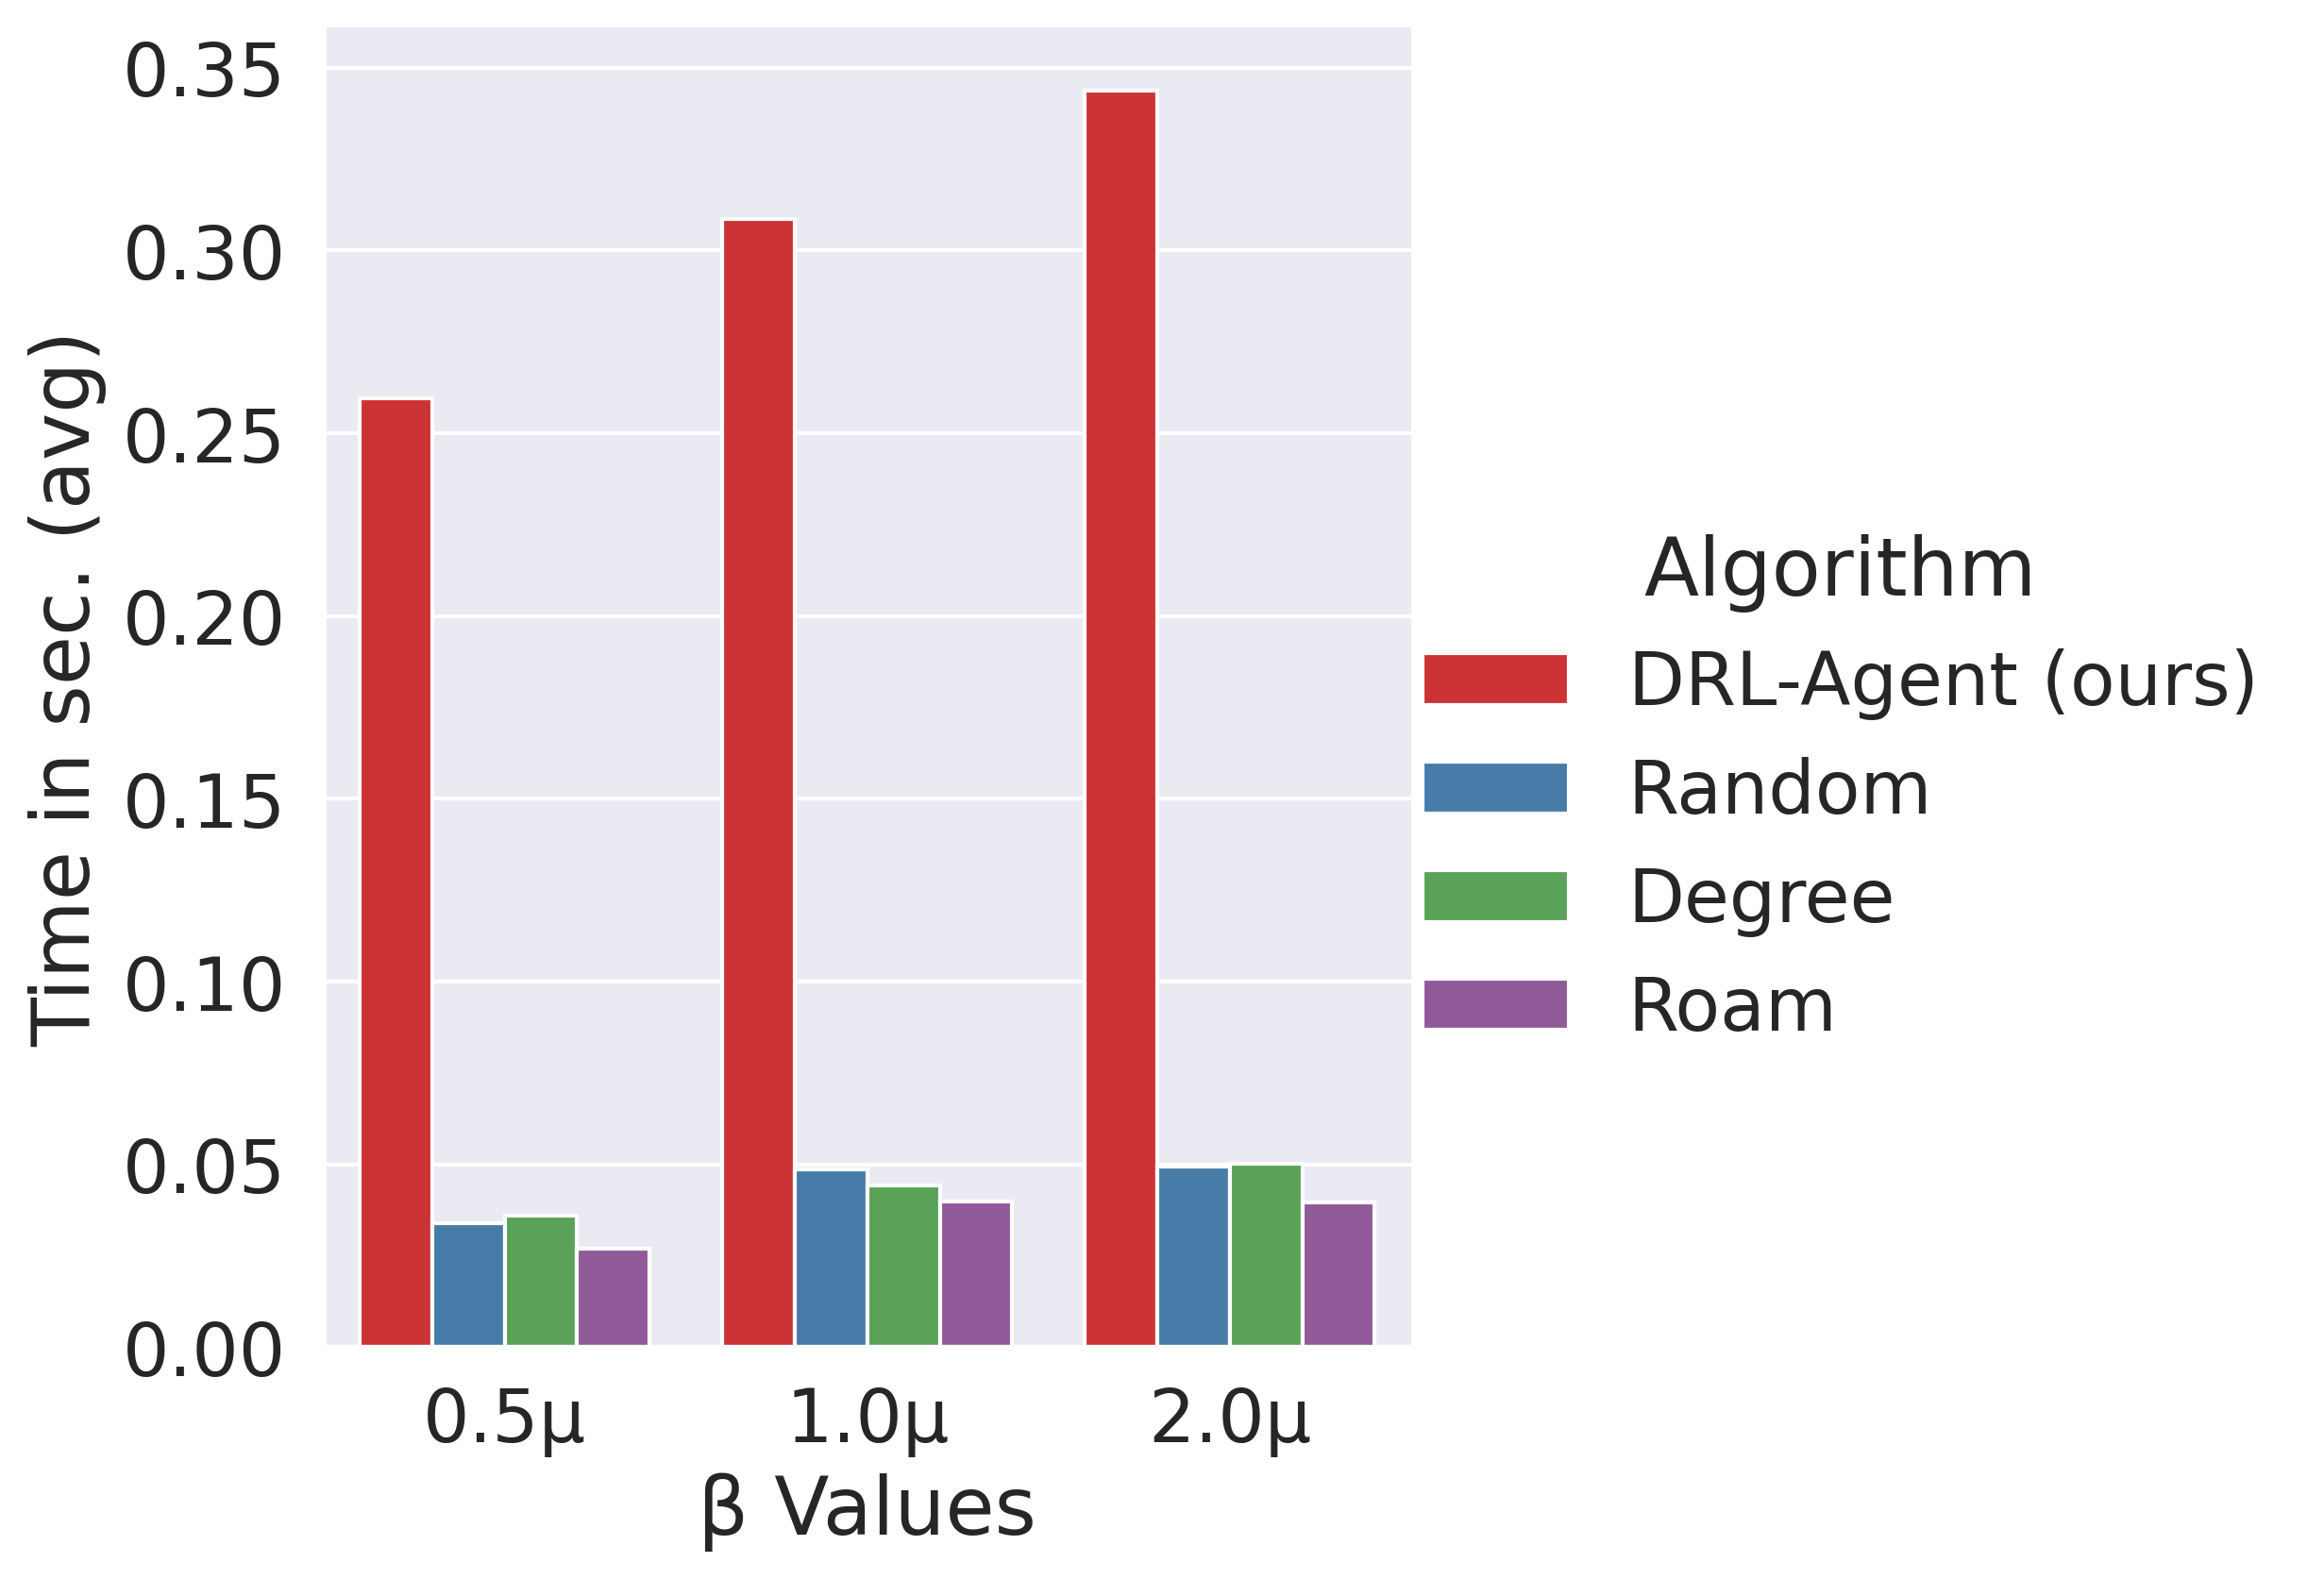 Time in sec. (avg)
0.35
0.30
0.25
0.20
0.15
0.10
0.05
0.00
0.5µ 1.0µ 2.0µ
β Values
Algorithm
DRL-Agent (ours)
Random
Degree
Roam